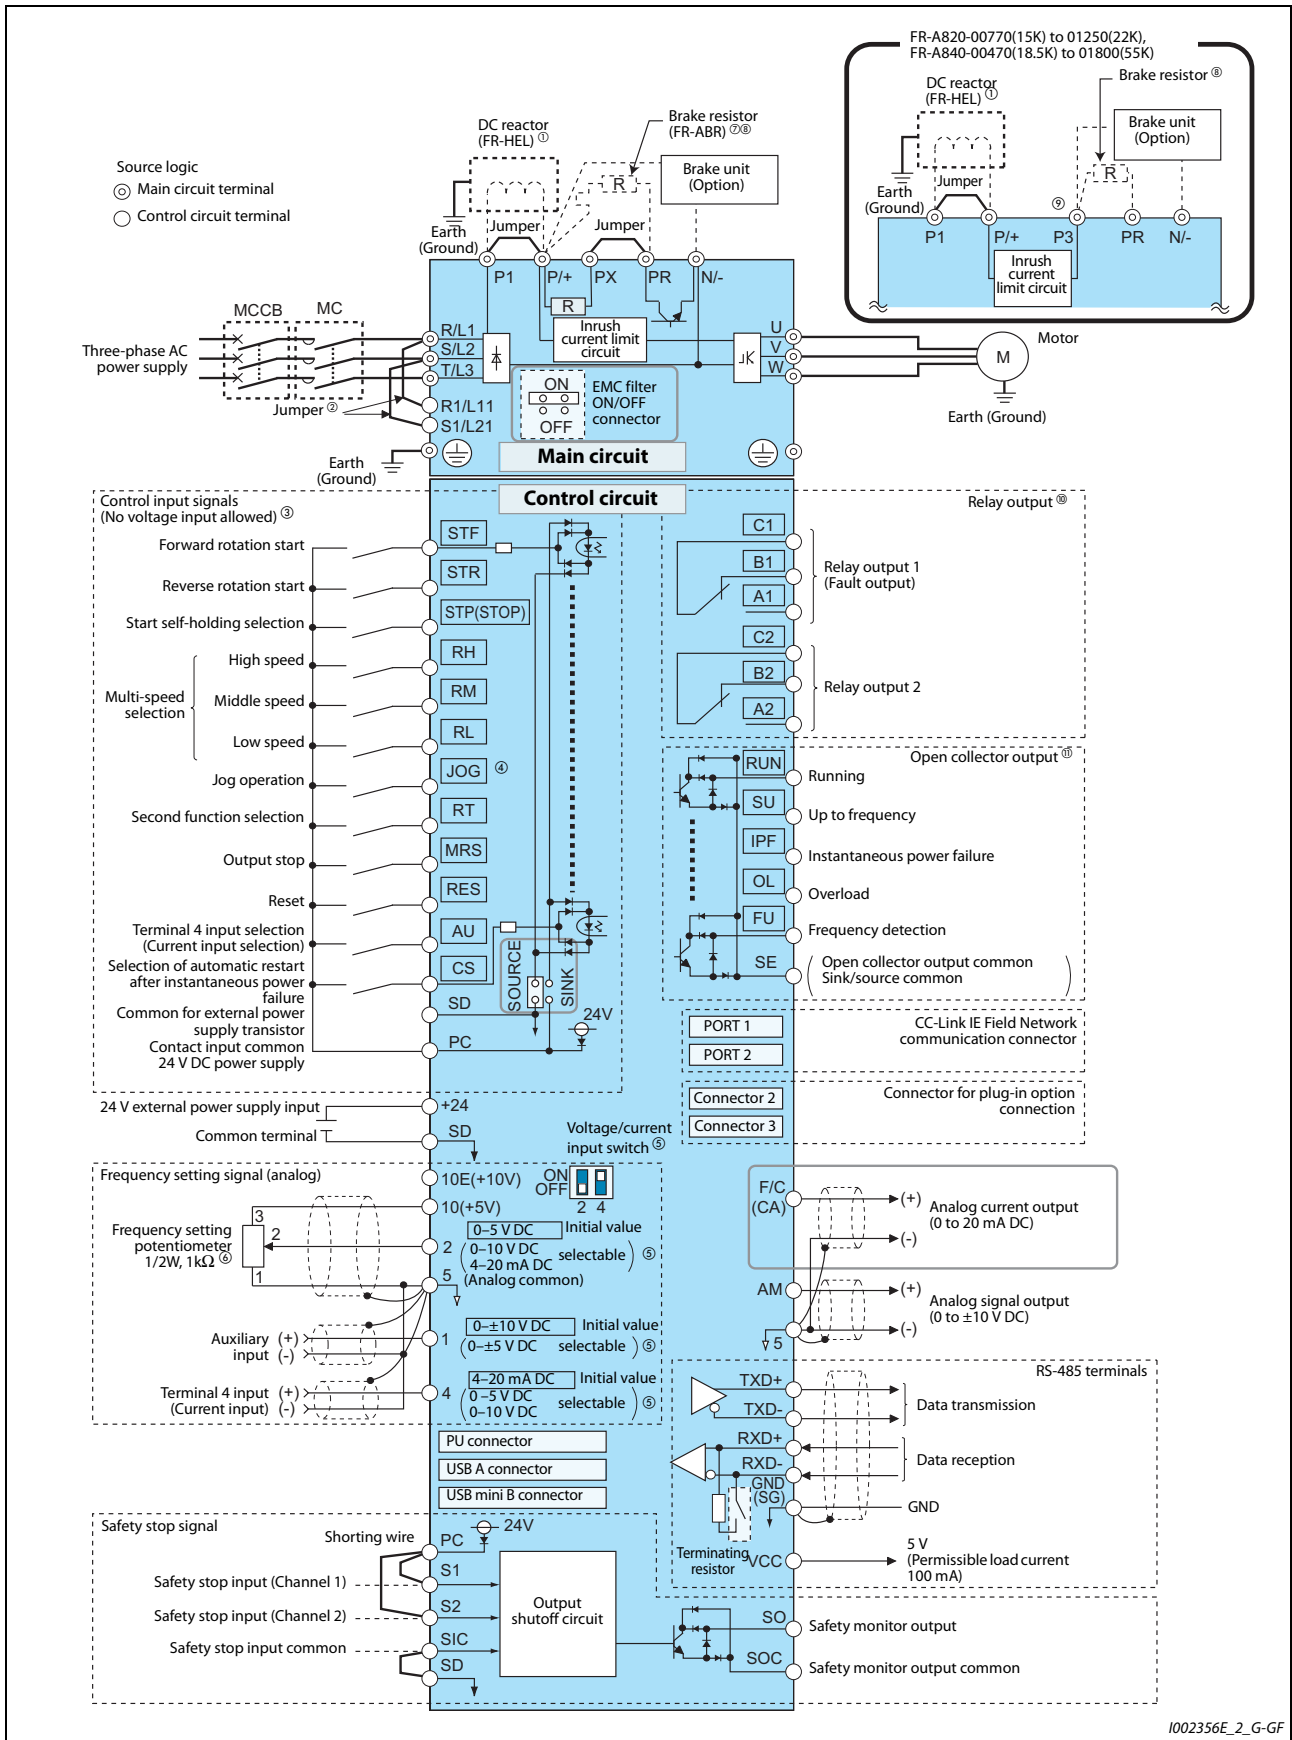 FR-A820-00770(15K) to 01250(22K),
FR-A840-00470(18.5K) to 01800(55K)
DC reactor
(FR-HEL) ①
Brake resistor ⑧
Brake unit
(Option)
R
Earth
(Ground)
Jumper
⑨
P1
P/+
P3
PR
N/-
Inrush
current
limit circuit
Source logic
Main circuit terminal
Control circuit terminal
DC reactor
(FR-HEL) ①
Brake resistor
(FR-ABR) ⑦⑧
Brake unit
(Option)
R
Earth
(Ground)
Jumper
Jumper
P1
P/+
PX
PR
N/-
R
Inrush
current limit
circuit
MCCB
MC
Three-phase AC
power supply
R/L1
S/L2
T/L3
R1/L11
S1/L21
Jumper ②
Earth
(Ground)
ON
OFF
EMC filter
ON/OFF
connector
U
V
W
Motor
M
Earth (Ground)
Main circuit
Control circuit
Control input signals
(No voltage input allowed) ③
Forward rotation start
STF
Reverse rotation start
STR
Start self-holding selection
STP(STOP)
Multi-speed
selection
High speed
RH
Middle speed
RM
Low speed
RL
Jog operation
JOG ④
Second function selection
RT
Output stop
MRS
Reset
RES
Terminal 4 input selection
(Current input selection)
AU
Selection of automatic restart
after instantaneous power
failure
CS
Common for external power
supply transistor
SD
Contact input common
24 V DC power supply
PC
SOURCE
SINK
24V
Relay output ⑩
C1
B1
A1
Relay output 1
(Fault output)
C2
B2
A2
Relay output 2
Open collector output ⑪
RUN
Running
SU
Up to frequency
IPF
Instantaneous power failure
OL
Overload
FU
Frequency detection
SE
Open collector output common
Sink/source common
PORT 1
PORT 2
CC-Link IE Field Network
communication connector
Connector 2
Connector 3
Connector for plug-in option
connection
24 V external power supply input
+24
Common terminal
SD
Voltage/current
input switch ⑤
ON
OFF
2 4
Frequency setting signal (analog)
10E(+10V)
10(+5V)
Frequency setting
potentiometer
1/2W, 1kΩ ⑥
3
2
1
2
0–5 V DC
Initial value
0–10 V DC
4–20 mA DC
selectable
⑤
5
(Analog common)
Auxiliary
input
(+)
(-)
1
0–±10 V DC
Initial value
(0–±5 V DC selectable) ⑤
Terminal 4 input
(Current input)
(+)
(-)
4
4–20 mA DC
Initial value
0–5 V DC
0–10 V DC
selectable
⑤
F/C
(CA)
(+)
(-)
Analog current output
(0 to 20 mA DC)
AM
(+)
(-)
Analog signal output
(0 to ±10 V DC)
5
PU connector
USB A connector
USB mini B connector
RS-485 terminals
TXD+
TXD-
Data transmission
RXD+
RXD-
Data reception
GND
(SG)
GND
Terminating
resistor
VCC
5 V
(Permissible load current
100 mA)
Safety stop signal
Shorting wire
PC
24V
Safety stop input (Channel 1)
S1
Safety stop input (Channel 2)
S2
Safety stop input common
SIC
SD
Output
shutoff circuit
SO
Safety monitor output
SOC
Safety monitor output common
I002356E_2_G-GF